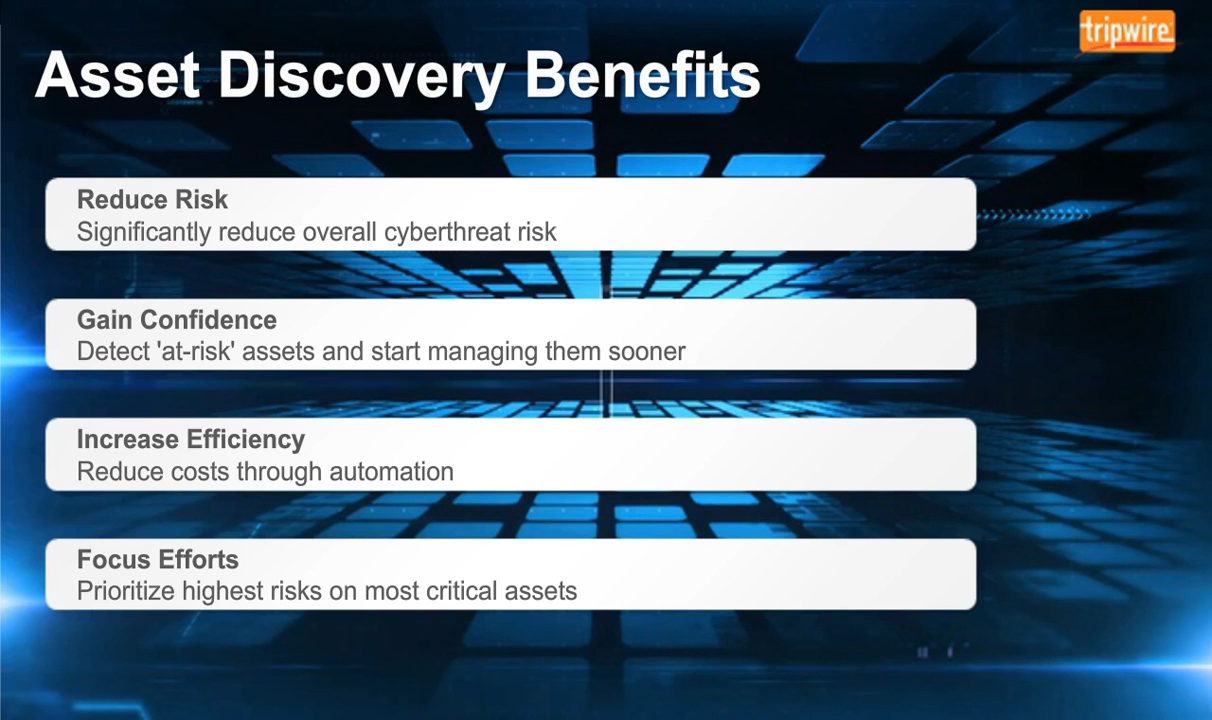 tripwire
Asset Discovery Benefits
Reduce Risk
Significantly reduce overall cyberthreat risk
Gain Confidence
Detect 'at-risk' assets and start managing them sooner
Increase Efficiency
Reduce costs through automation
Focus Efforts
Prioritize highest risks on most critical assets